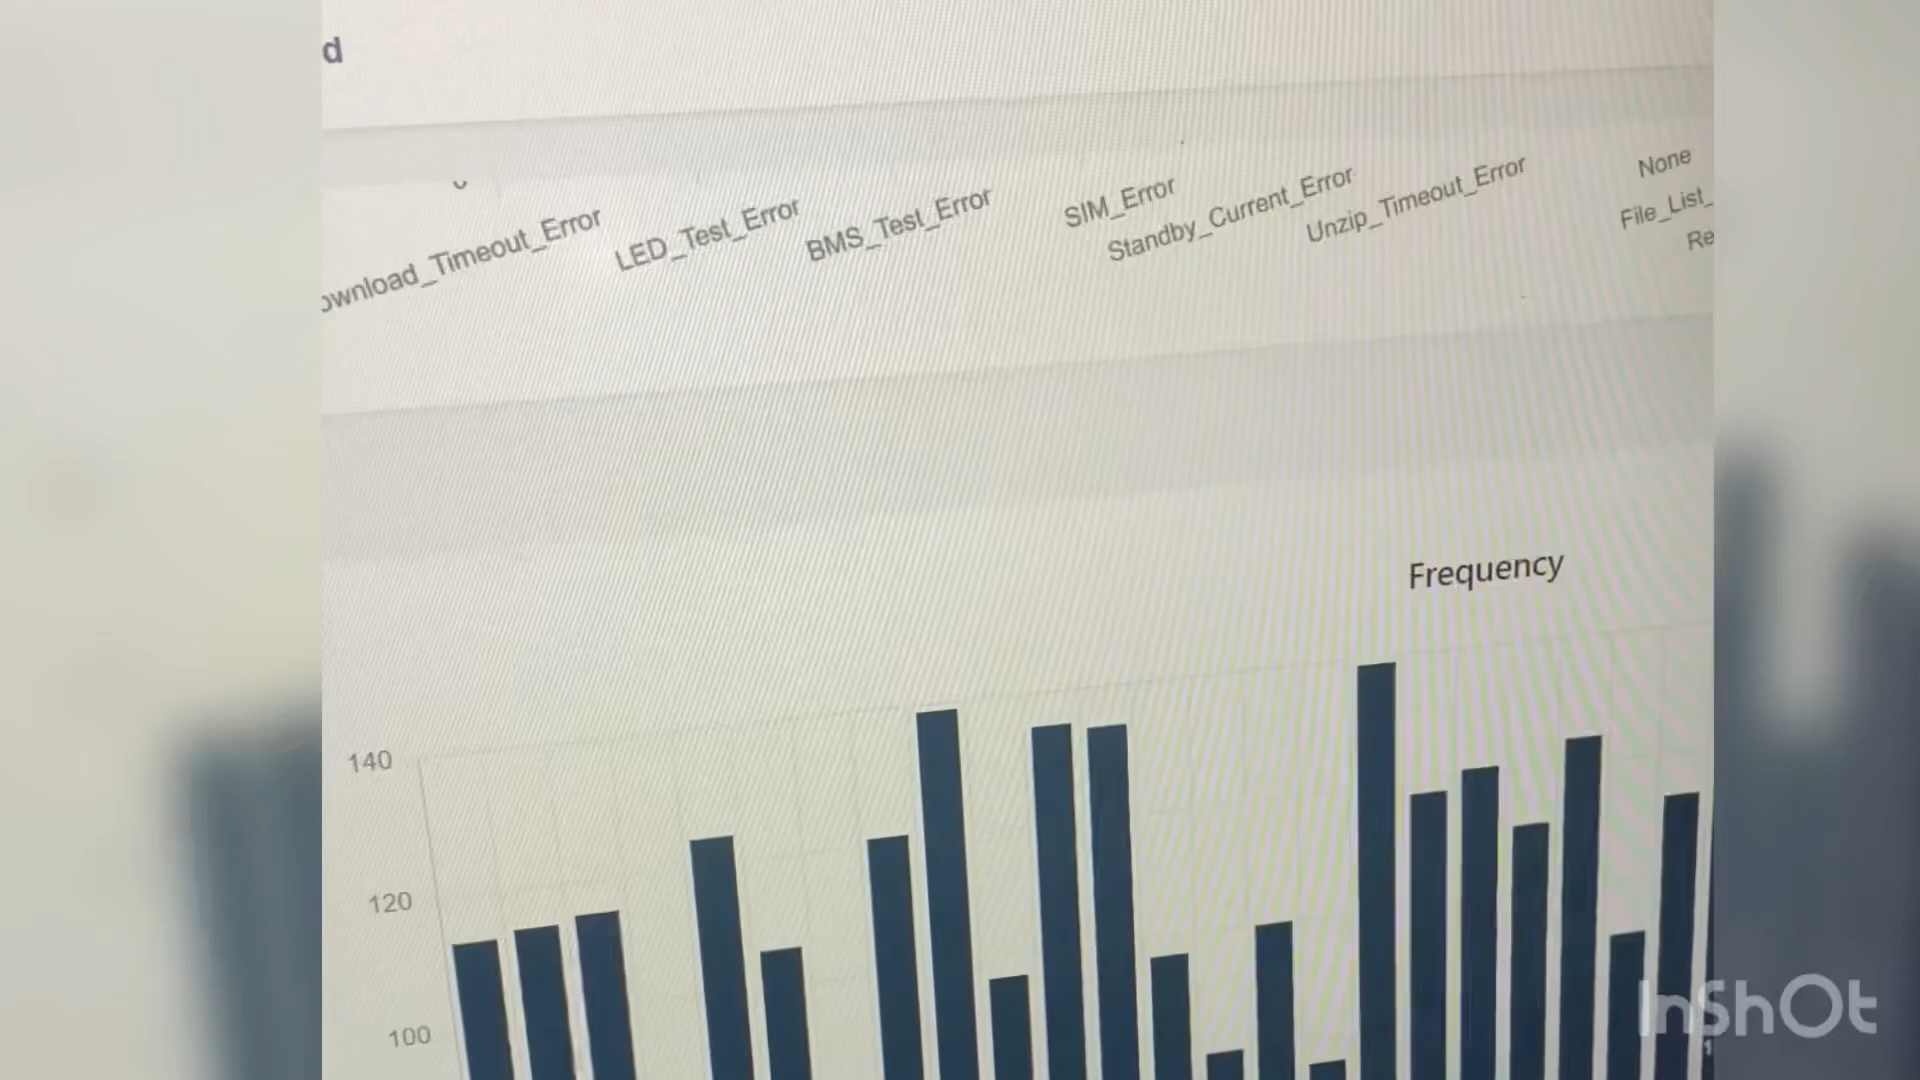 d
ownload_Timeout_Error
LED_Test_Error
BMS_Test_Error
SIM_Error
Standby_Current_Error
Unzip_Timeout_Error
None
File_List_
Re
Frequency
140
120
100
InShOt